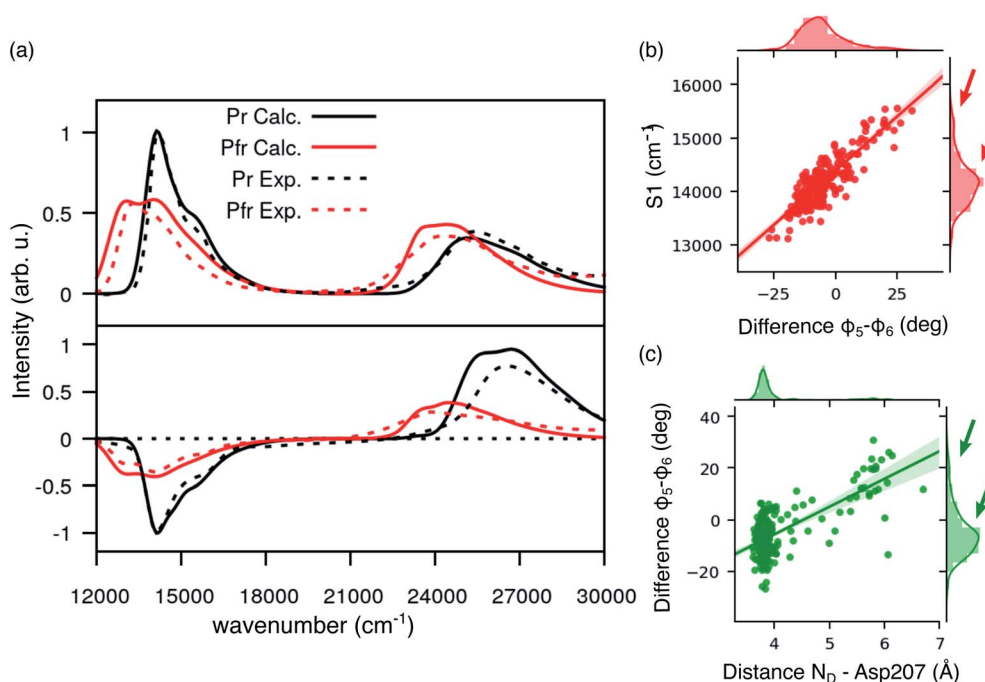 (a)
Pr Calc.
Pfr Calc.
Pr Exp.
Pfr Exp.
1
0.5
0
1
0.5
0
-0.5
-1
Intensity (arb. u.)
12000 15000 18000 21000 24000 27000 30000
wavenumber (cm⁻¹)
(b)
16000
15000
14000
13000
S1 (cm⁻¹)
−25 0 25
Difference ϕ₅-ϕ₆ (deg)
(c)
40
20
0
−20
Difference ϕ₅-ϕ₆ (deg)
4 5 6 7
Distance N_D - Asp207 (Å)